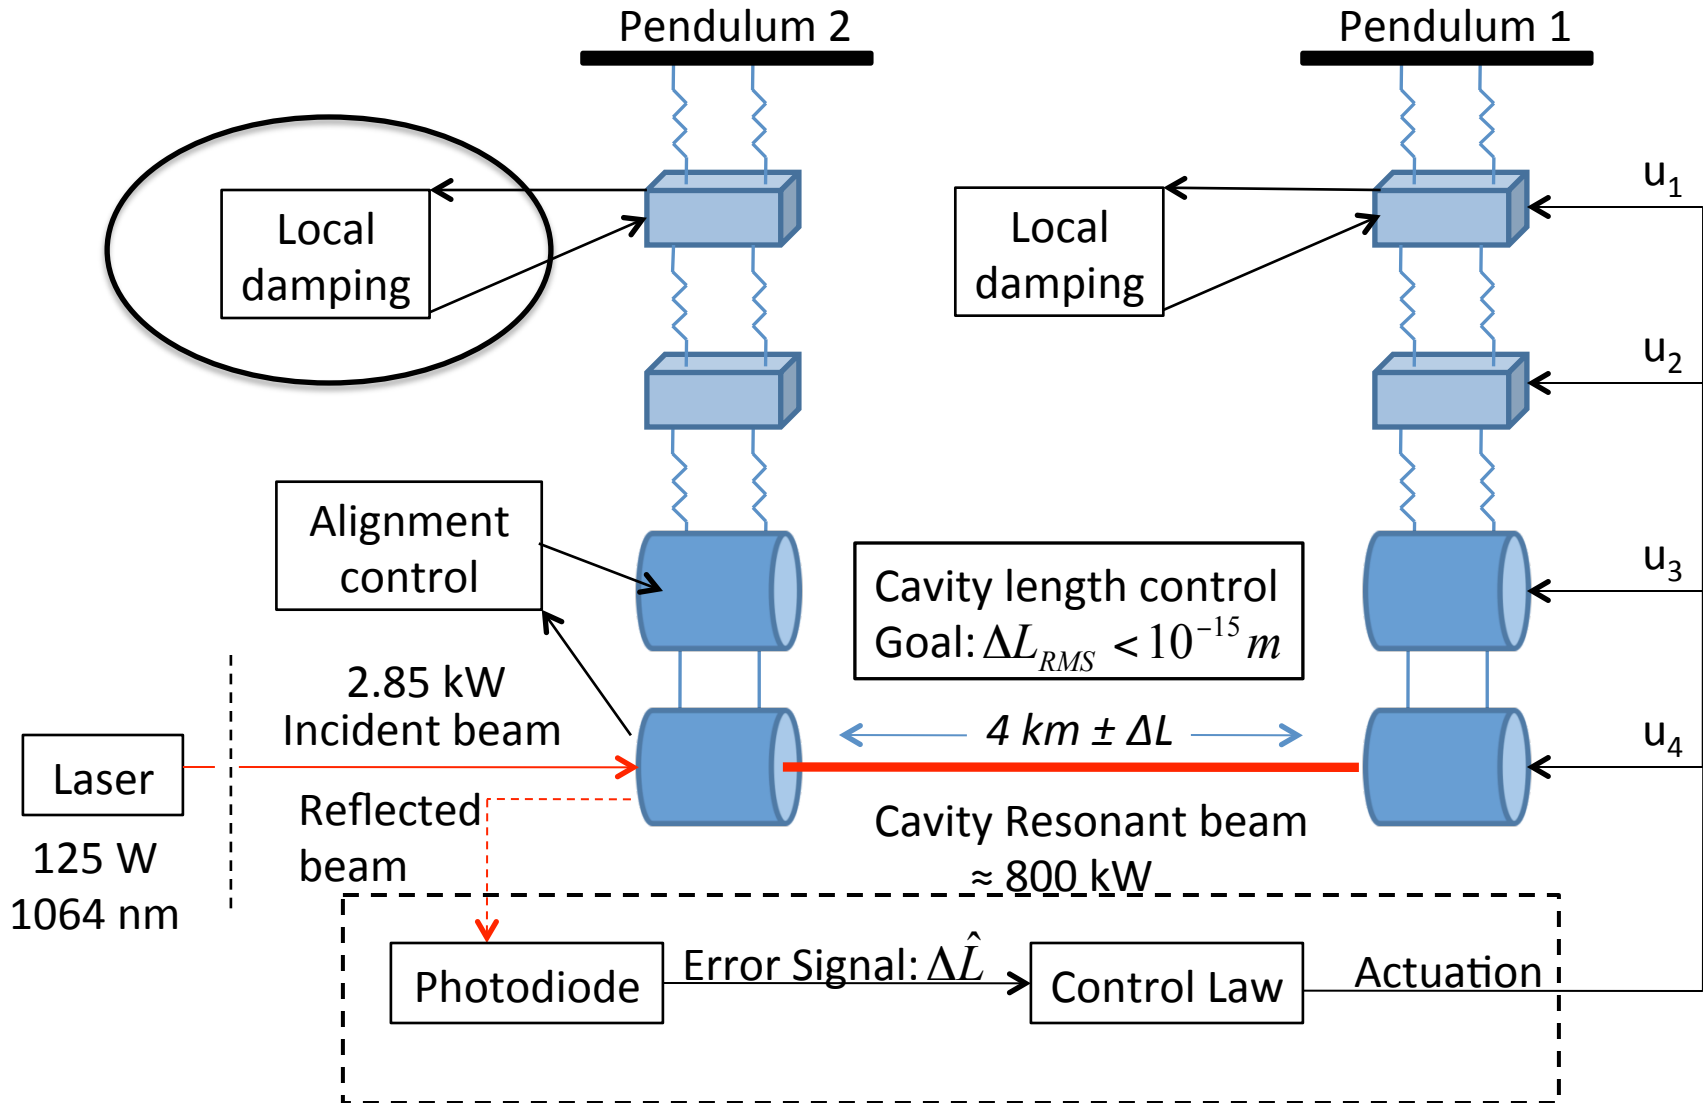 Pendulum 2
Pendulum 1
Local
damping
Local
damping
u₁
u₂
Alignment
control
Cavity length control
Goal: ΔL_RMS < 10⁻¹⁵ m
u₃
2.85 kW
Incident beam
4 km ± ΔL
u₄
Laser
Reflected
beam
125 W
1064 nm
Cavity Resonant beam
≈ 800 kW
Photodiode
Error Signal: ΔL̂
Control Law
Actuation